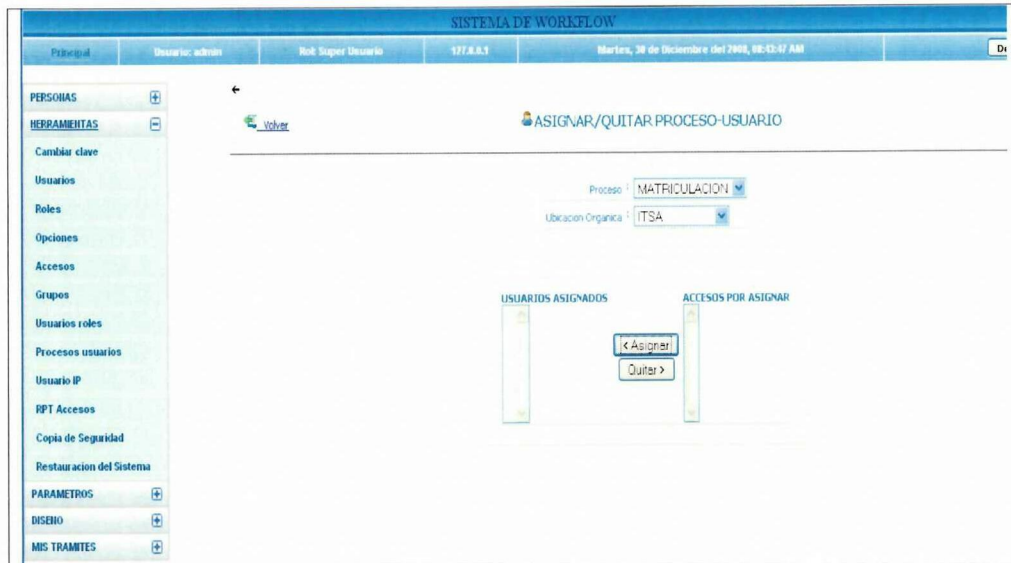 SISTEMA DE WORKFLOW
Principal
Usuario: admin
Rol: Super Usuario
127.0.0.1
Martes, 30 de Diciembre del 2008, 08:43:47 AM
PERSONAS
HERRAMIENTAS
Cambiar clave
Usuarios
Roles
Opciones
Accesos
Grupos
Usuarios roles
Procesos usuarios
Usuario IP
RPT Accesos
Copia de Seguridad
Restauracion del Sistema
PARAMETROS
DISEÑO
MIS TRAMITES
Volver
ASIGNAR/QUITAR PROCESO-USUARIO
Proceso : MATRICULACION
Ubicacion Organica : ITSA
USUARIOS ASIGNADOS
ACCESOS POR ASIGNAR
< Asignar
Quitar >